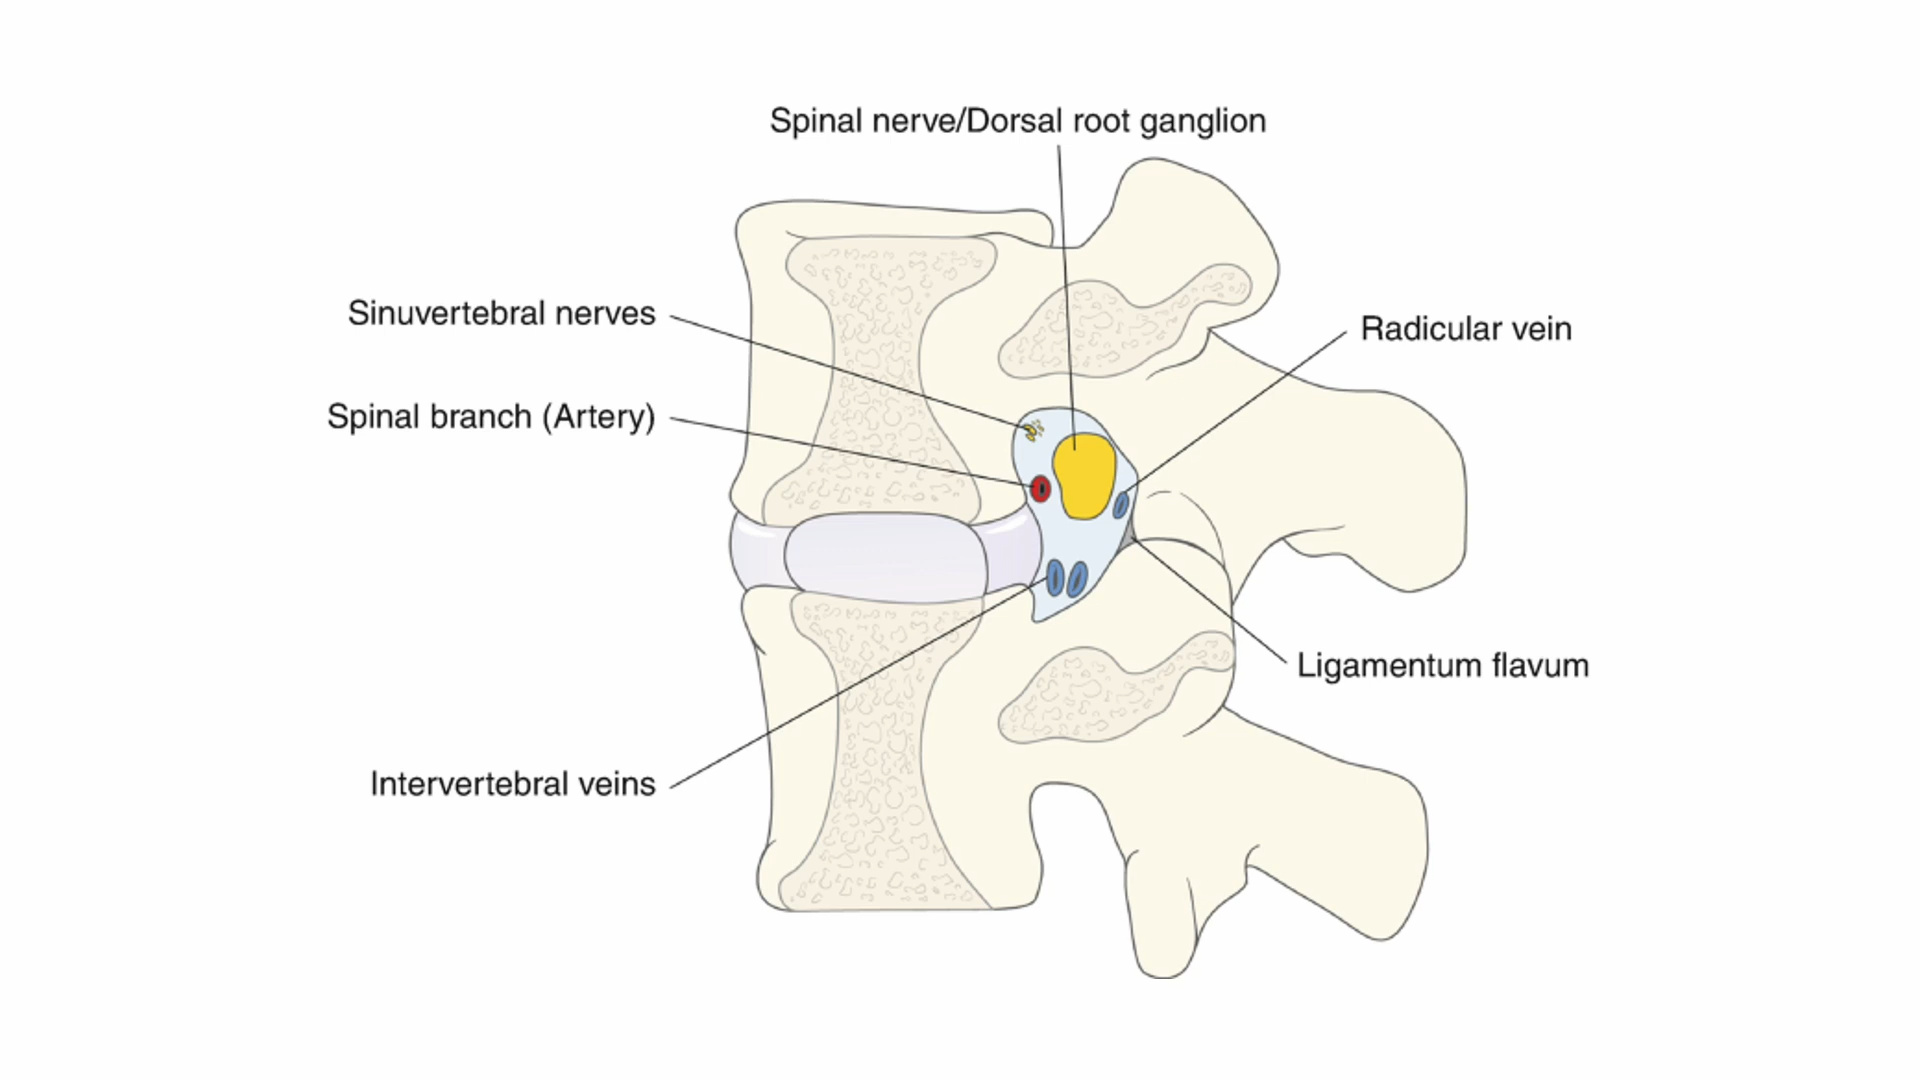 Spinal nerve/Dorsal root ganglion
Sinuvertebral nerves
Radicular vein
Spinal branch (Artery)
Ligamentum flavum
Intervertebral veins